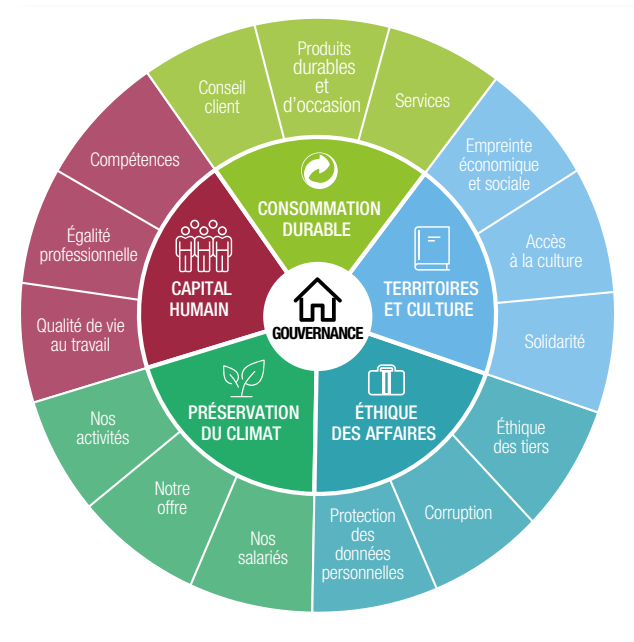 Produits
durables
et
d’occasion
Conseil
client
Services
Compétences
Empreinte
économique
et sociale
CONSOMMATION
DURABLE
Égalité
professionnelle
Accès
à la culture
CAPITAL
HUMAIN
TERRITOIRES
ET CULTURE
GOUVERNANCE
Qualité de vie
au travail
Solidarité
PRÉSERVATION
DU CLIMAT
ÉTHIQUE
DES AFFAIRES
Nos
activités
Éthique
des tiers
Notre
offre
Corruption
Nos
salariés
Protection
des
données
personnelles